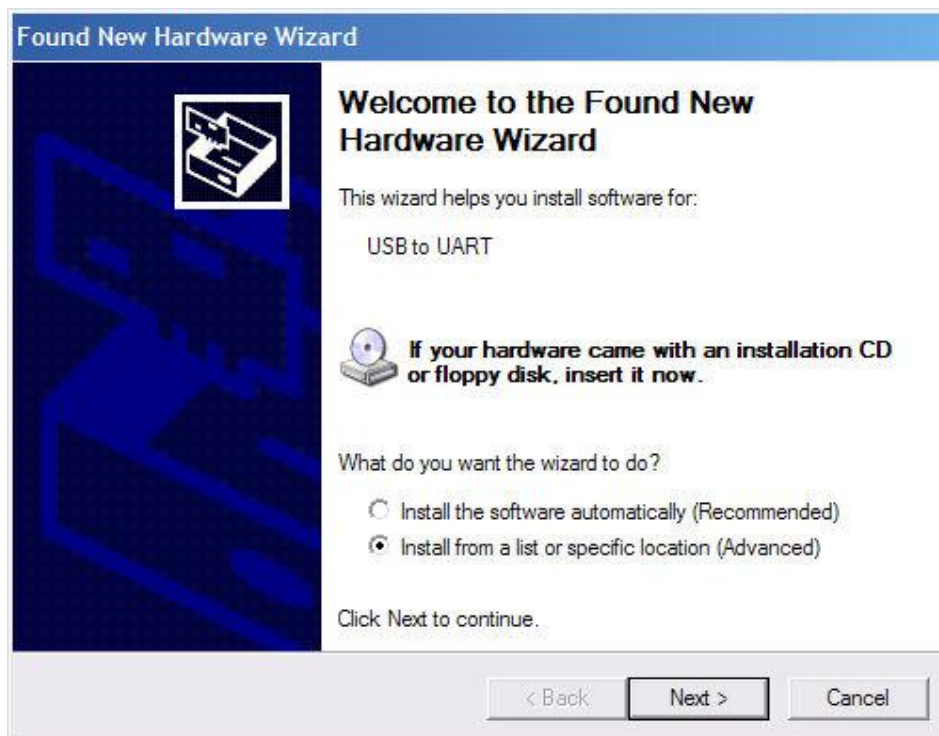 Found New Hardware Wizard
Welcome to the Found New
Hardware Wizard
This wizard helps you install software for:
USB to UART
If your hardware came with an installation CD
or floppy disk, insert it now.
What do you want the wizard to do?
Install the software automatically (Recommended)
Install from a list or specific location (Advanced)
Click Next to continue.
< Back Next > Cancel